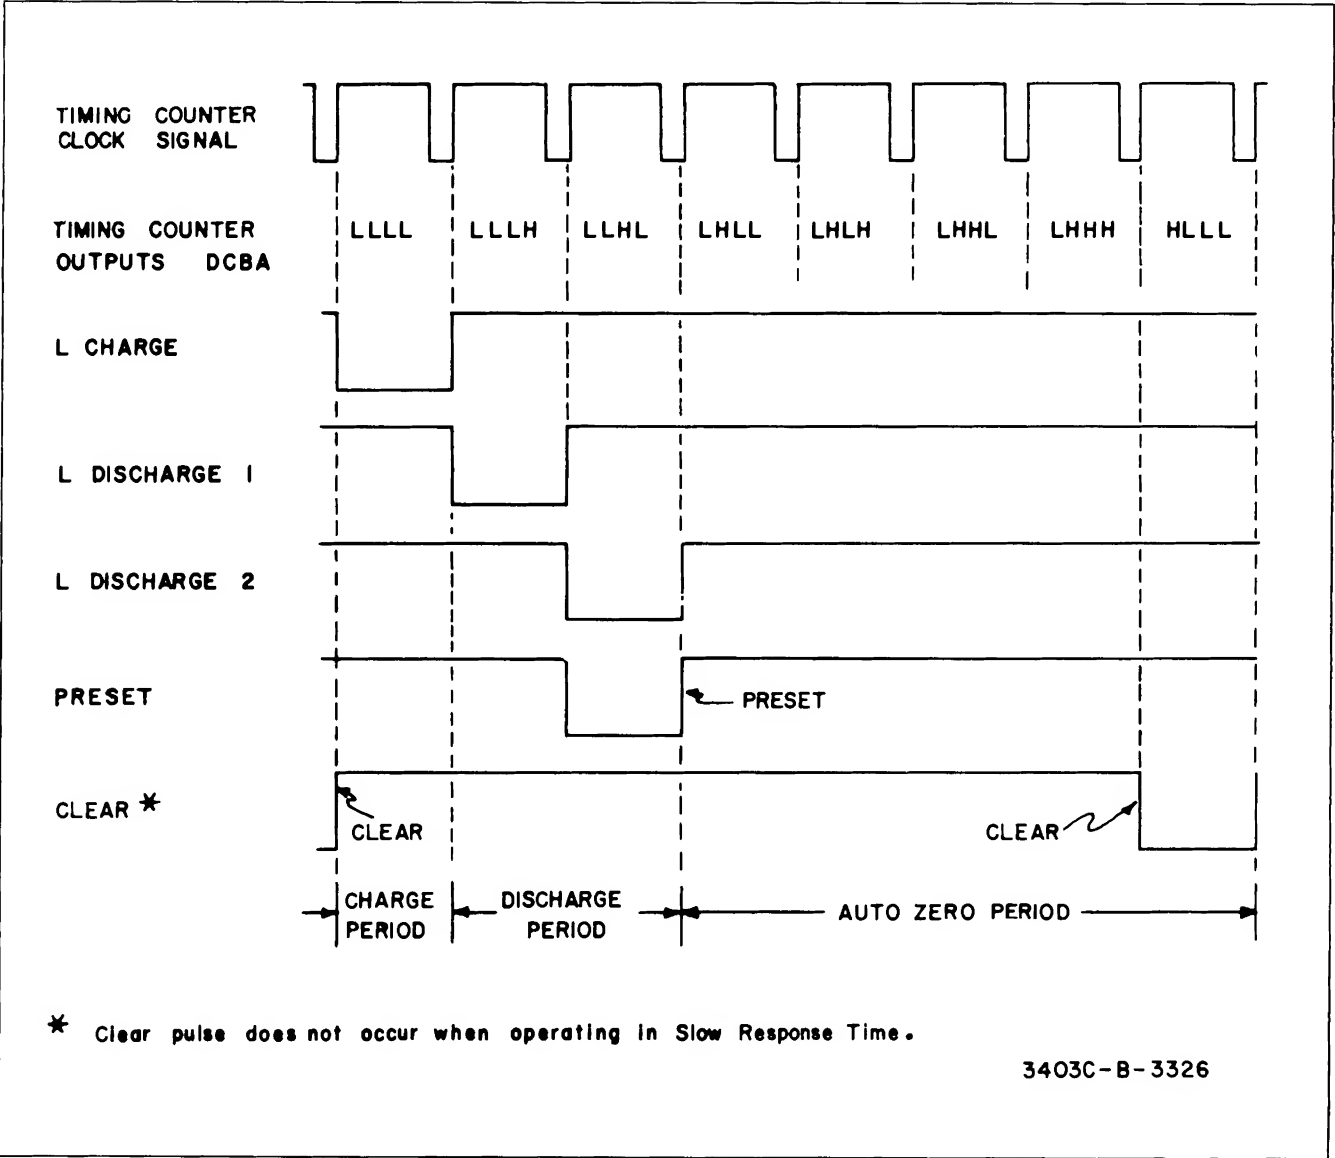 TIMING COUNTER
CLOCK SIGNAL
TIMING COUNTER
OUTPUTS DCBA
LLLL LLLH LLHL LHLL LHLH LHHL LHHH HLLL
L CHARGE
L DISCHARGE 1
L DISCHARGE 2
PRESET
PRESET
CLEAR *
CLEAR
CLEAR
CHARGE
PERIOD
DISCHARGE
PERIOD
AUTO ZERO PERIOD
* Clear pulse does not occur when operating in Slow Response Time.
3403C-B-3326